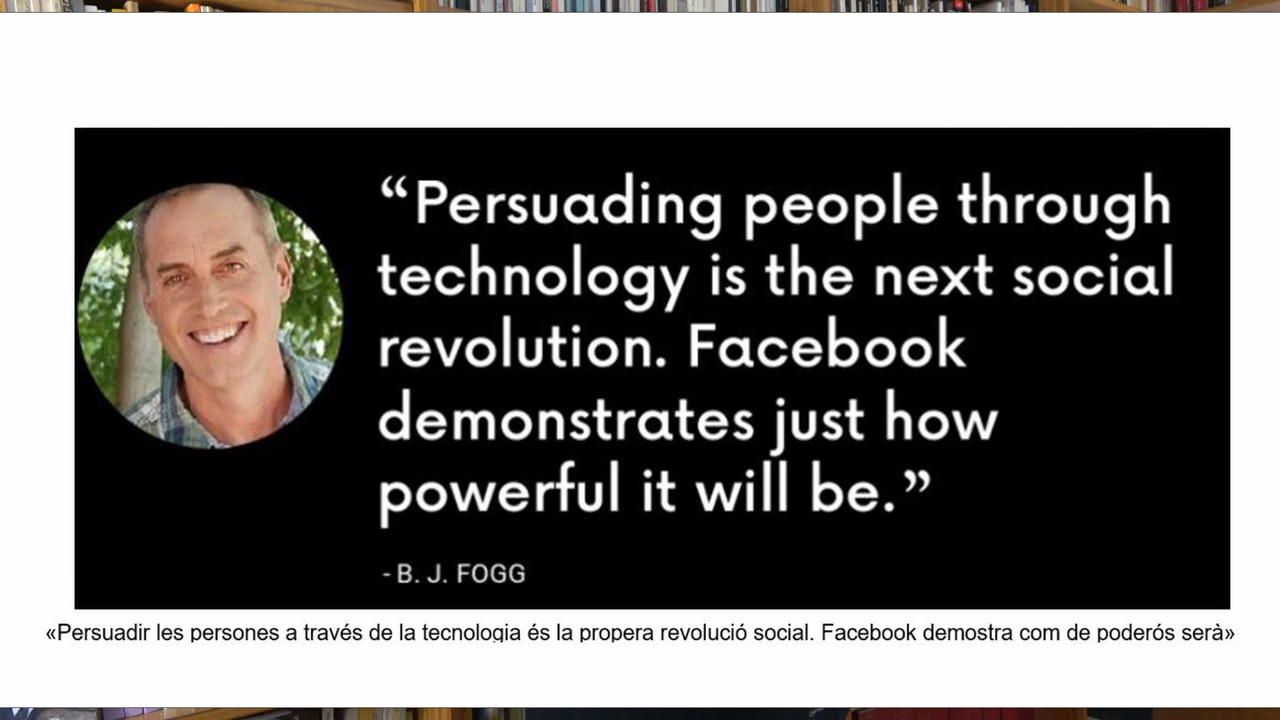 “Persuading people through
technology is the next social
revolution. Facebook
demonstrates just how
powerful it will be.”
- B. J. FOGG
«Persuadir les persones a través de la tecnologia és la propera revolució social. Facebook demostra com de poderós serà»